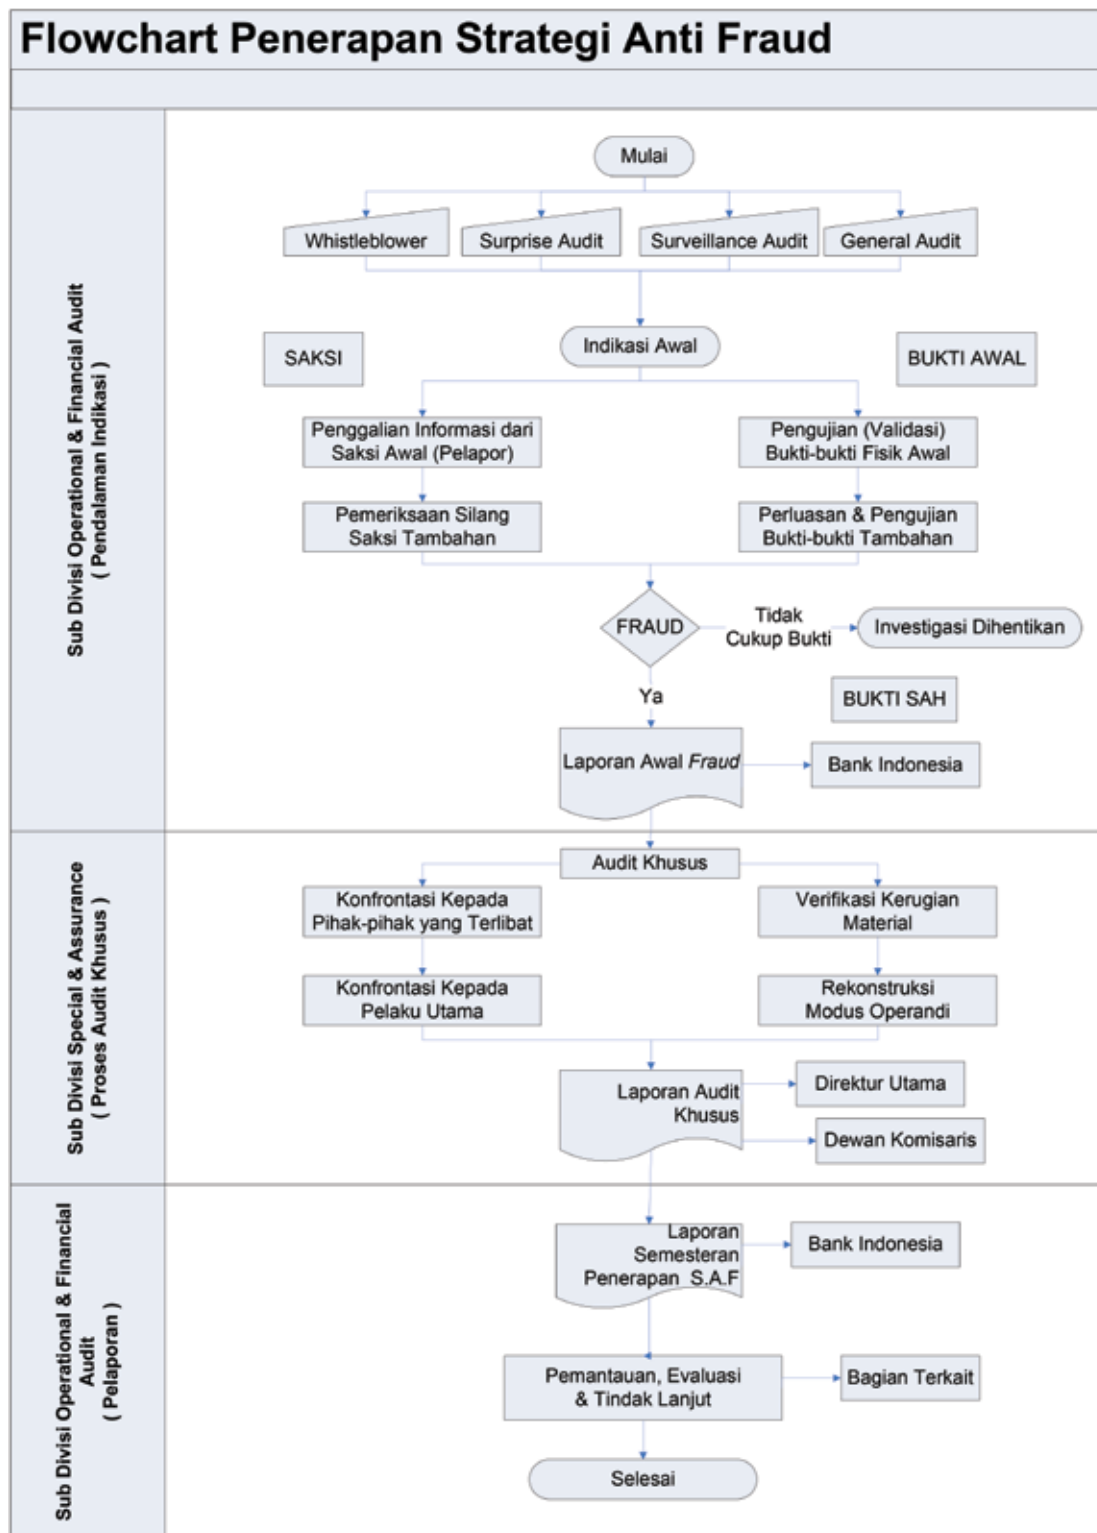 Flowchart Penerapan Strategi Anti Fraud
Sub Divisi Operational & Financial Audit
( Pendalaman Indikasi )
Mulai
Whistleblower
Surprise Audit
Surveillance Audit
General Audit
SAKSI
Indikasi Awal
BUKTI AWAL
Penggalian Informasi dari
Saksi Awal (Pelapor)
Pengujian (Validasi)
Bukti-bukti Fisik Awal
Pemeriksaan Silang
Saksi Tambahan
Perluasan & Pengujian
Bukti-bukti Tambahan
FRAUD
Tidak
Cukup Bukti
Investigasi Dihentikan
Ya
BUKTI SAH
Laporan Awal Fraud
Bank Indonesia
Sub Divisi Special & Assurance
( Proses Audit Khusus )
Audit Khusus
Konfrontasi Kepada
Pihak-pihak yang Terlibat
Verifikasi Kerugian
Material
Konfrontasi Kepada
Pelaku Utama
Rekonstruksi
Modus Operandi
Laporan Audit
Khusus
Direktur Utama
Dewan Komisaris
Sub Divisi Operational & Financial
Audit
( Pelaporan )
Laporan
Semesteran
Penerapan S.A.F
Bank Indonesia
Pemantauan, Evaluasi
& Tindak Lanjut
Bagian Terkait
Selesai